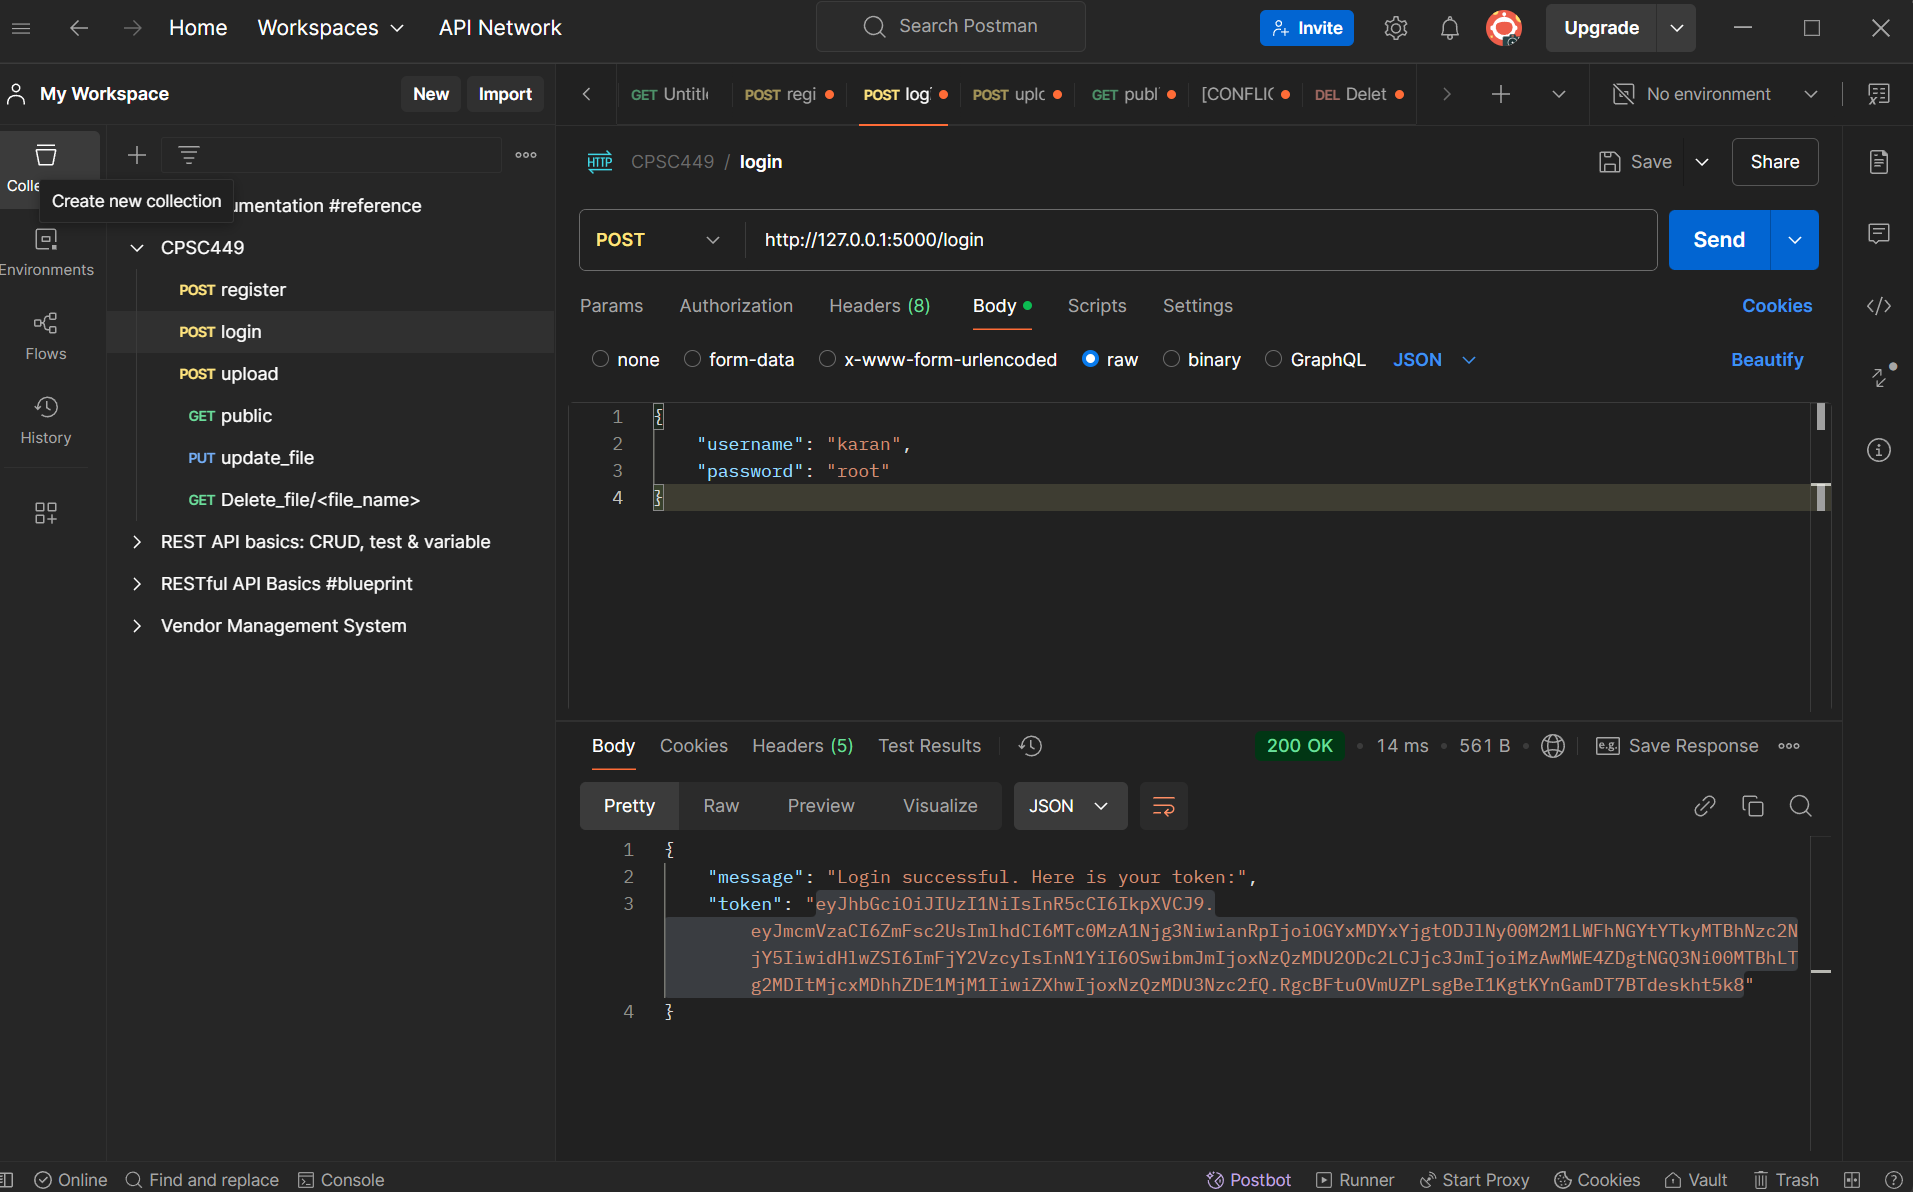 Home Workspaces API Network Search Postman Invite Upgrade
My Workspace New Import
GET Untitl POST regi POST log POST uplo GET publ [CONFLIC DEL Delet No environment
Colle
Create new collection
umentation #reference
CPSC449
POST register
POST login
POST upload
GET public
PUT update_file
GET Delete_file/<file_name>
REST API basics: CRUD, test & variable
RESTful API Basics #blueprint
Vendor Management System
Environments
Flows
History
HTTP CPSC449 / login Save Share
POST http://127.0.0.1:5000/login Send
Params Authorization Headers (8) Body Scripts Settings Cookies
none form-data x-www-form-urlencoded raw binary GraphQL JSON Beautify
1 {
2 "username": "karan",
3 "password": "root"
4 }
Body Cookies Headers (5) Test Results 200 OK 14 ms 561 B e.g. Save Response
Pretty Raw Preview Visualize JSON
1 {
2 "message": "Login successful. Here is your token:",
3 "token": "eyJhbGciOiJIUzI1NiIsInR5cCI6IkpXVCJ9.
eyJmcmVzaCI6ZmFsc2UsImlhdCI6MTc0MzA1Njg3NiwianRpIjoiOGYxMDYxYjgtODJlNy00M2M1LWFhNGYtYTkyMTBhNzc2N
jY5IiwidHlwZSI6ImFjY2VzcyIsInN1YiI6OSwibmJmIjoxNzQzMDU2ODc2LCJjc3JmIjoiMzAwMWE4ZDgtNGQ3Ni00MTBhLT
g2MDItMjcxMDhhZDE1MjM1IiwiZXhwIjoxNzQzMDU3Nzc2fQ.RgcBFtuOVmUZPLsgBeI1KgtKYnGamDT7BTdeskht5k8"
4 }
Online Find and replace Console Postbot Runner Start Proxy Cookies Vault Trash